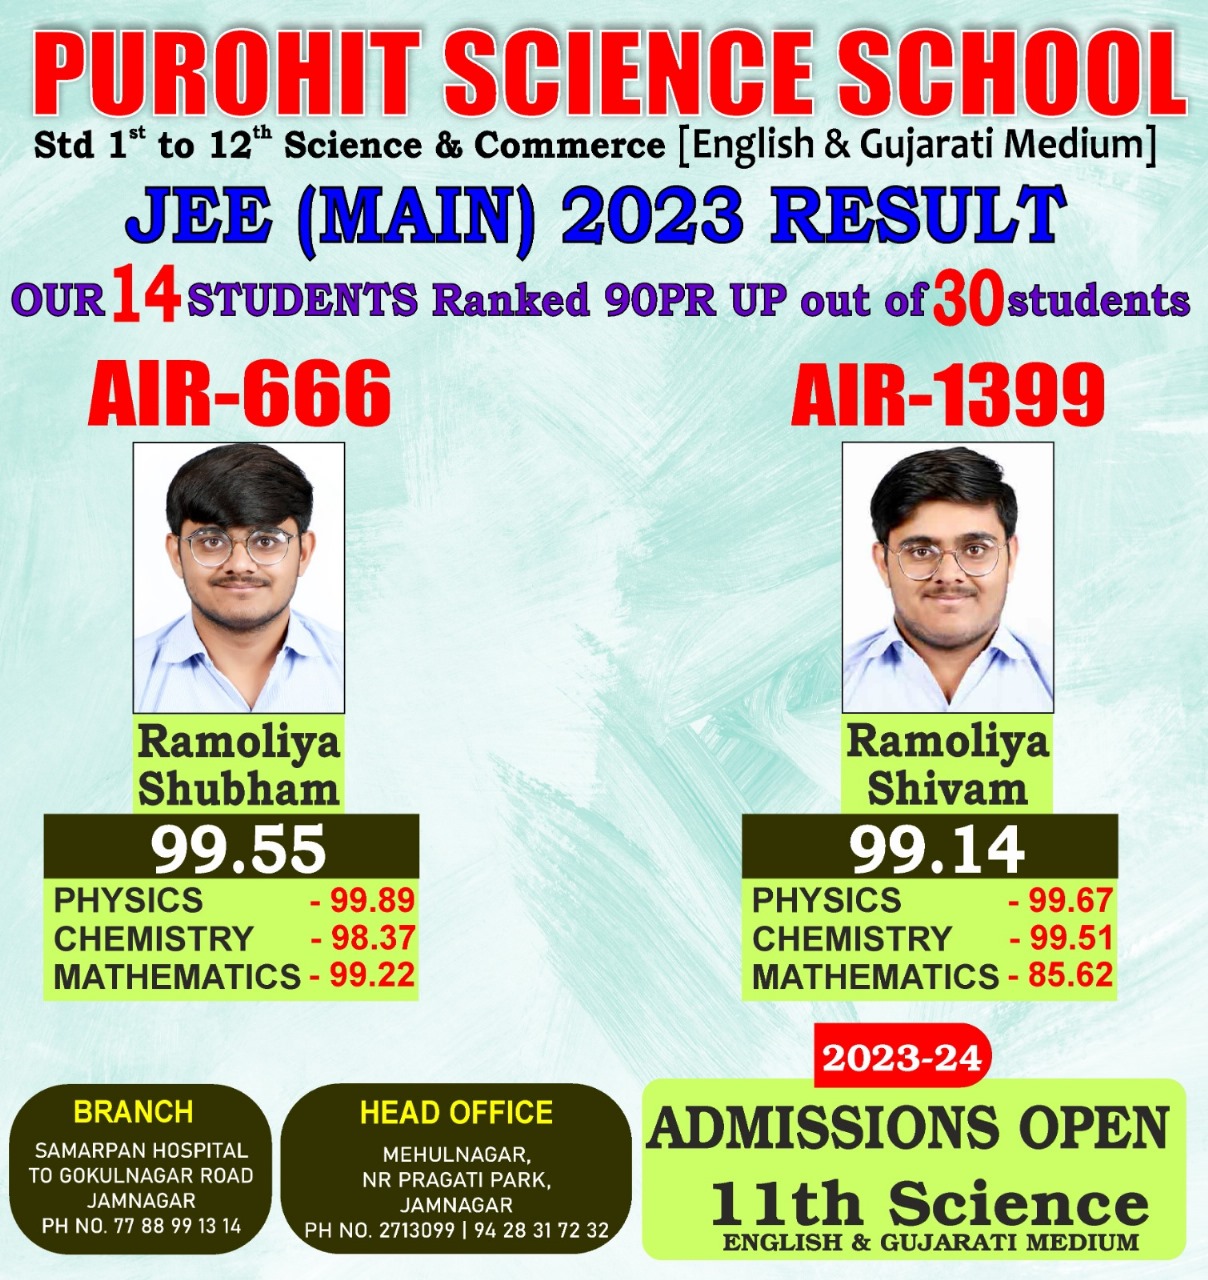 PUROHIT SCIENCE SCHOOL
Std 1st to 12th Science & Commerce [English & Gujarati Medium]
JEE (MAIN) 2023 RESULT
OUR 14 STUDENTS Ranked 90PR UP out of 30 students
AIR-666
Ramoliya
Shubham
99.55
PHYSICS - 99.89
CHEMISTRY - 98.37
MATHEMATICS - 99.22
AIR-1399
Ramoliya
Shivam
99.14
PHYSICS - 99.67
CHEMISTRY - 99.51
MATHEMATICS - 85.62
BRANCH
SAMARPAN HOSPITAL
TO GOKULNAGAR ROAD
JAMNAGAR
PH NO. 77 88 99 13 14
HEAD OFFICE
MEHULNAGAR,
NR PRAGATI PARK,
JAMNAGAR
PH NO. 2713099 | 94 28 31 72 32
2023-24
ADMISSIONS OPEN
11th Science
ENGLISH & GUJARATI MEDIUM